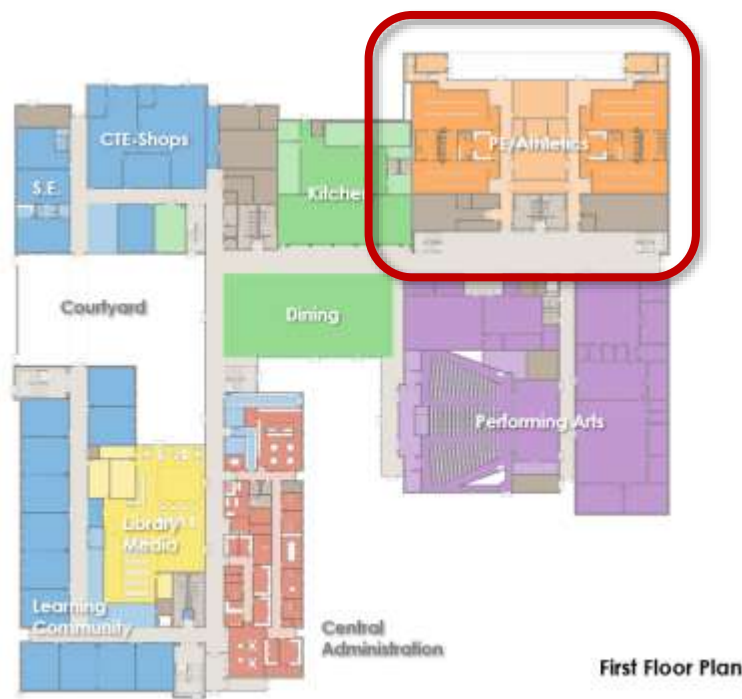 CTE-Shops
PE/Athletics
S.E.
Kitchen
Courtyard
Dining
Performing Arts
Library/
Media
Learning
Community
Central
Administration
First Floor Plan